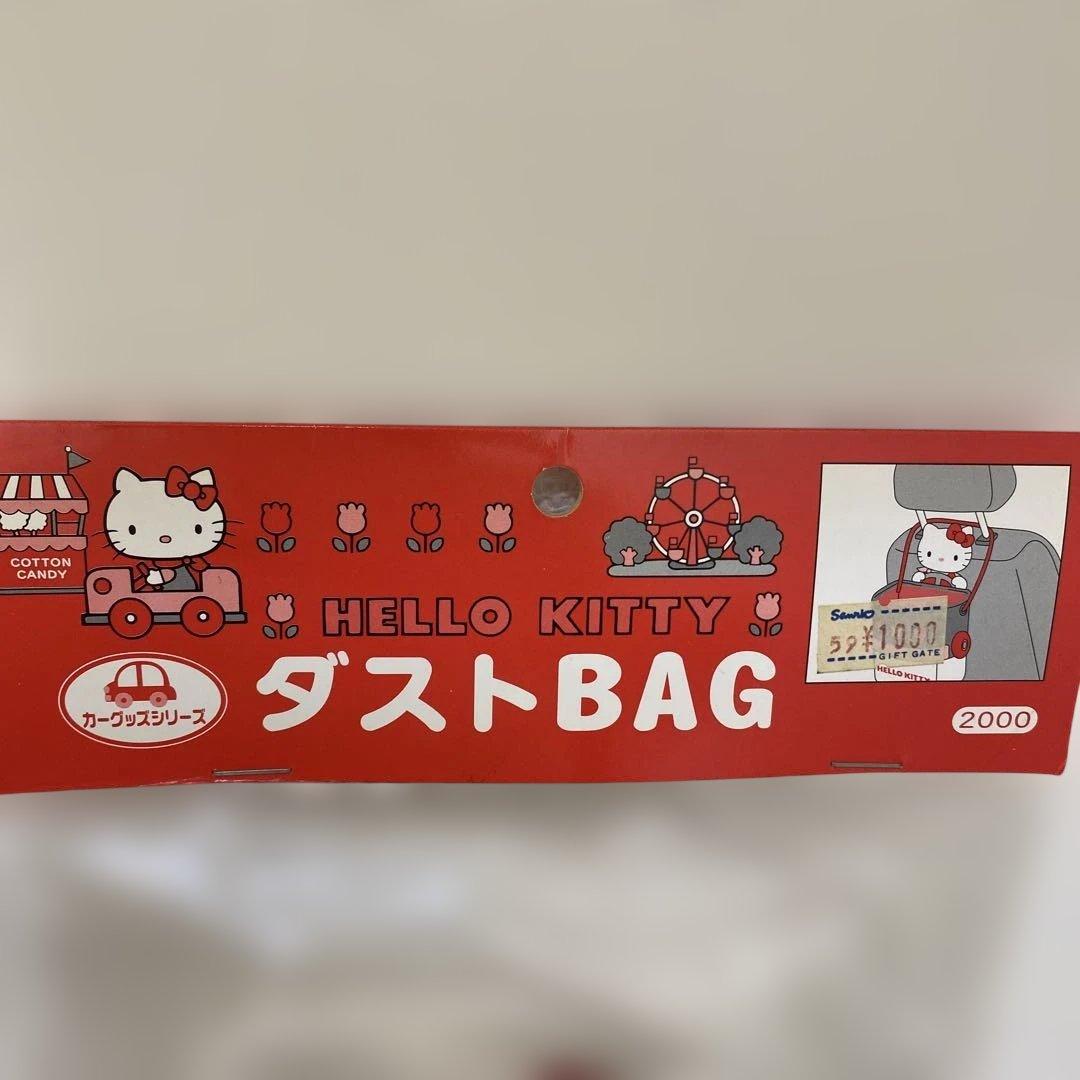 COTTON
CANDY
HELLO KITTY
ダストBAG
カーグッズシリーズ
Sanrio
59¥1000
GIFT GATE
HELLO KITTY
2000